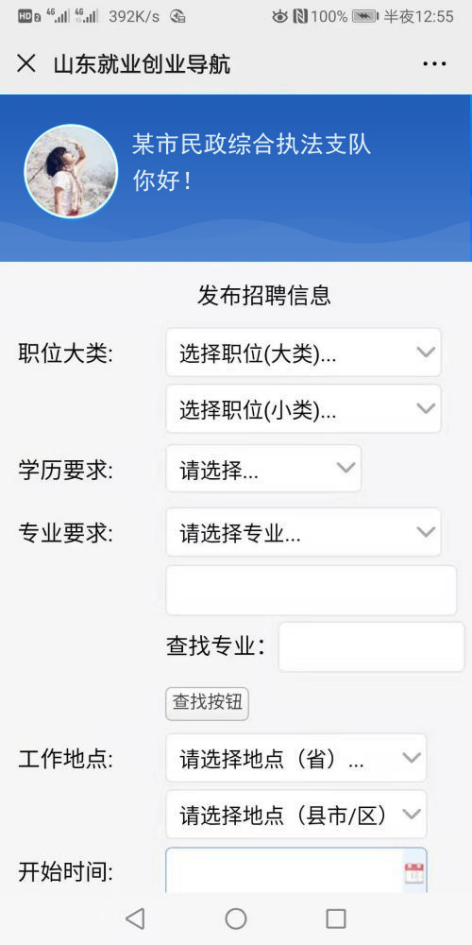 HD 2 4G 4G 392K/s 100% 半夜12:55
山东就业创业导航
某市民政综合执法支队
你好！
发布招聘信息
职位大类: 选择职位(大类)...
选择职位(小类)...
学历要求: 请选择...
专业要求: 请选择专业...
查找专业：
查找按钮
工作地点: 请选择地点（省）...
请选择地点（县市/区）
开始时间: